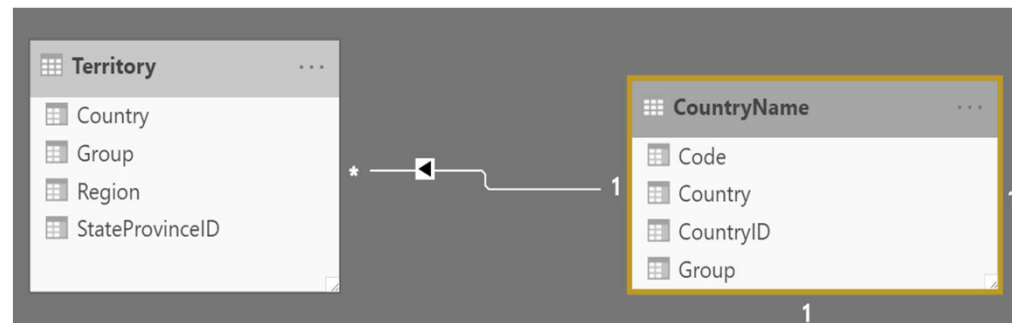 Territory ...
Country
Group
Region
StateProvinceID
* 1
CountryName ...
Code
Country
CountryID
Group
1